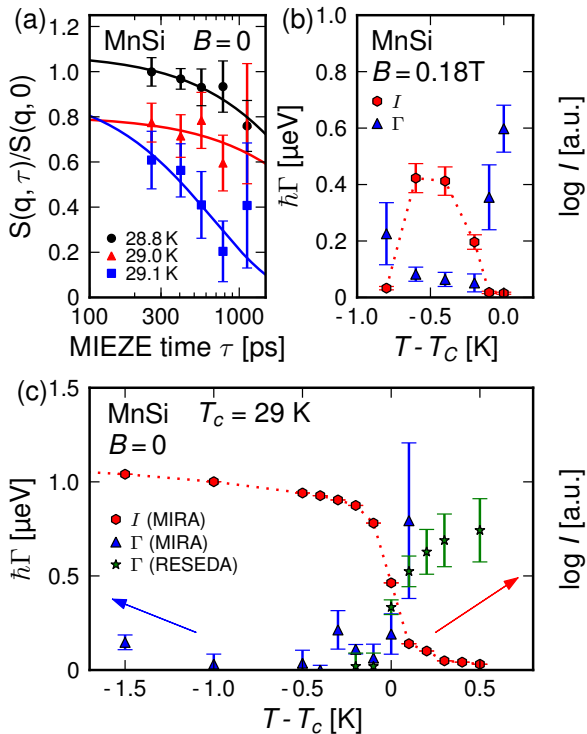 (a)
MnSi B=0
S(q,τ)/S(q,0)
1.2
1.0
0.8
0.6
0.4
0.2
0
28.8 K
29.0 K
29.1 K
100 300 1000
MIEZE time τ [ps]
(b)
MnSi
B=0.18T
I
Γ
ħΓ [µeV]
log I [a.u.]
0.8
0.6
0.4
0.2
0
-1.0 -0.5 0.0
T - T_C [K]
(c)
MnSi T_c = 29 K
B=0
ħΓ [µeV]
log I [a.u.]
1.5
1.0
0.5
0
I (MIRA)
Γ (MIRA)
Γ (RESEDA)
-1.5 -1.0 -0.5 0 0.5
T - T_c [K]